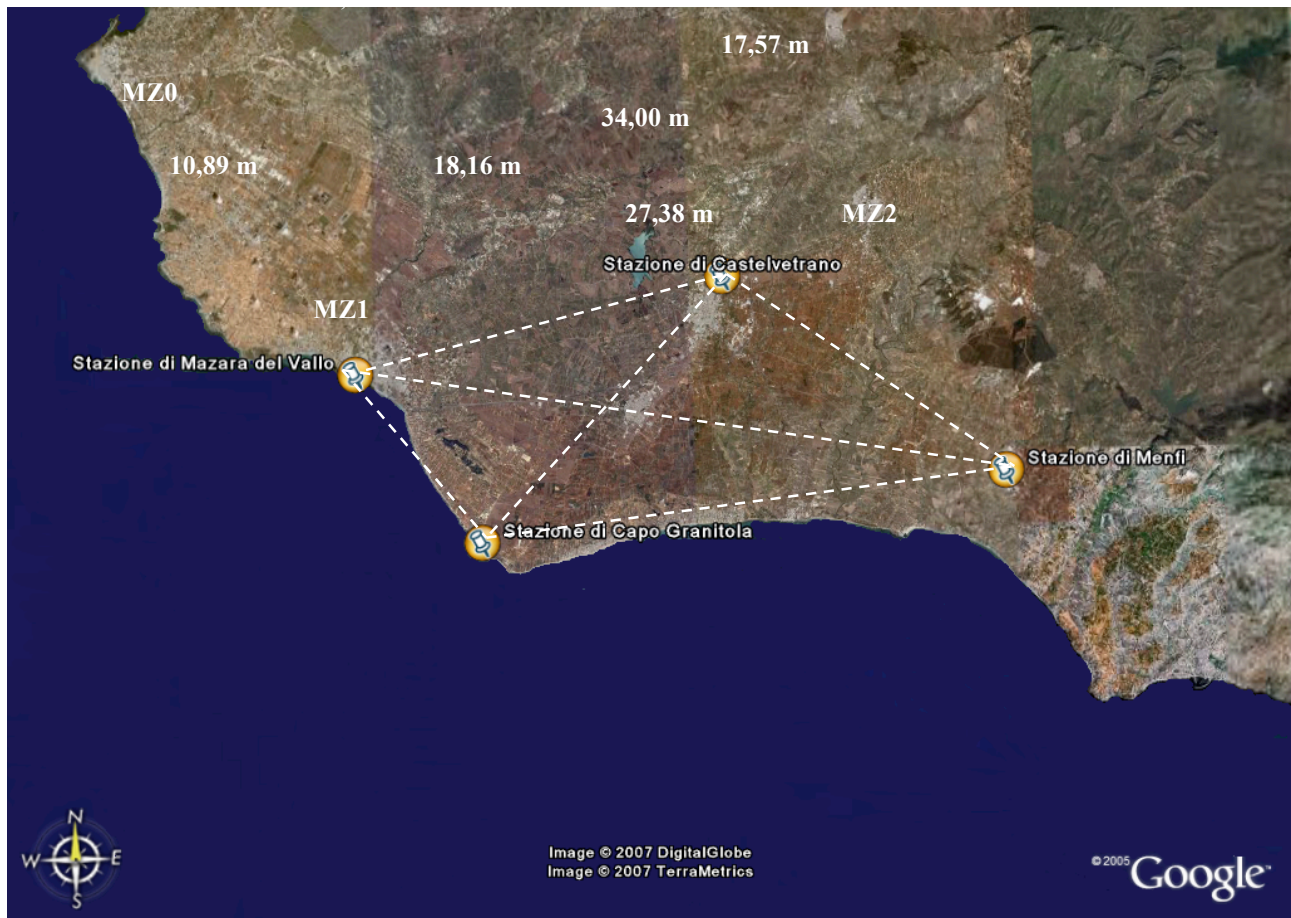 17,57 m
MZ0
34,00 m
10,89 m
18,16 m
27,38 m
MZ2
Stazione di Castelvetrano
MZ1
Stazione di Mazara del Vallo
Stazione di Menfi
Stazione di Capo Granitola
N
W E
S
Image © 2007 DigitalGlobe
Image © 2007 TerraMetrics
© 2005 Google™